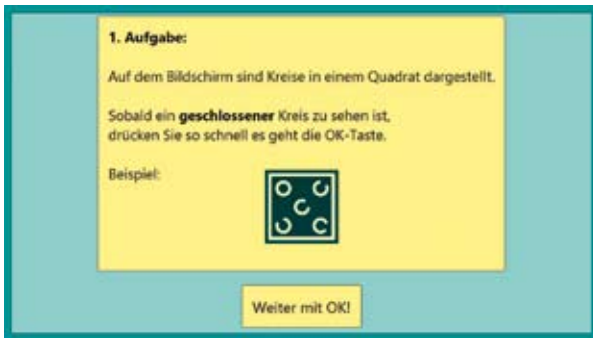 1. Aufgabe:
Auf dem Bildschirm sind Kreise in einem Quadrat dargestellt.
Sobald ein geschlossener Kreis zu sehen ist,
drücken Sie so schnell es geht die OK-Taste.
Beispiel:
Weiter mit OK!